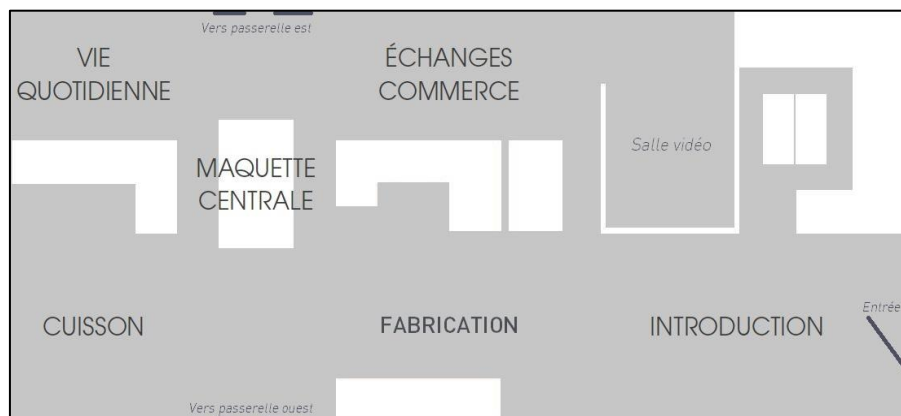 Vers passerelle est
VIE
QUOTIDIENNE
ÉCHANGES
COMMERCE
Salle vidéo
MAQUETTE
CENTRALE
CUISSON
FABRICATION
INTRODUCTION
Entrée
Vers passerelle ouest